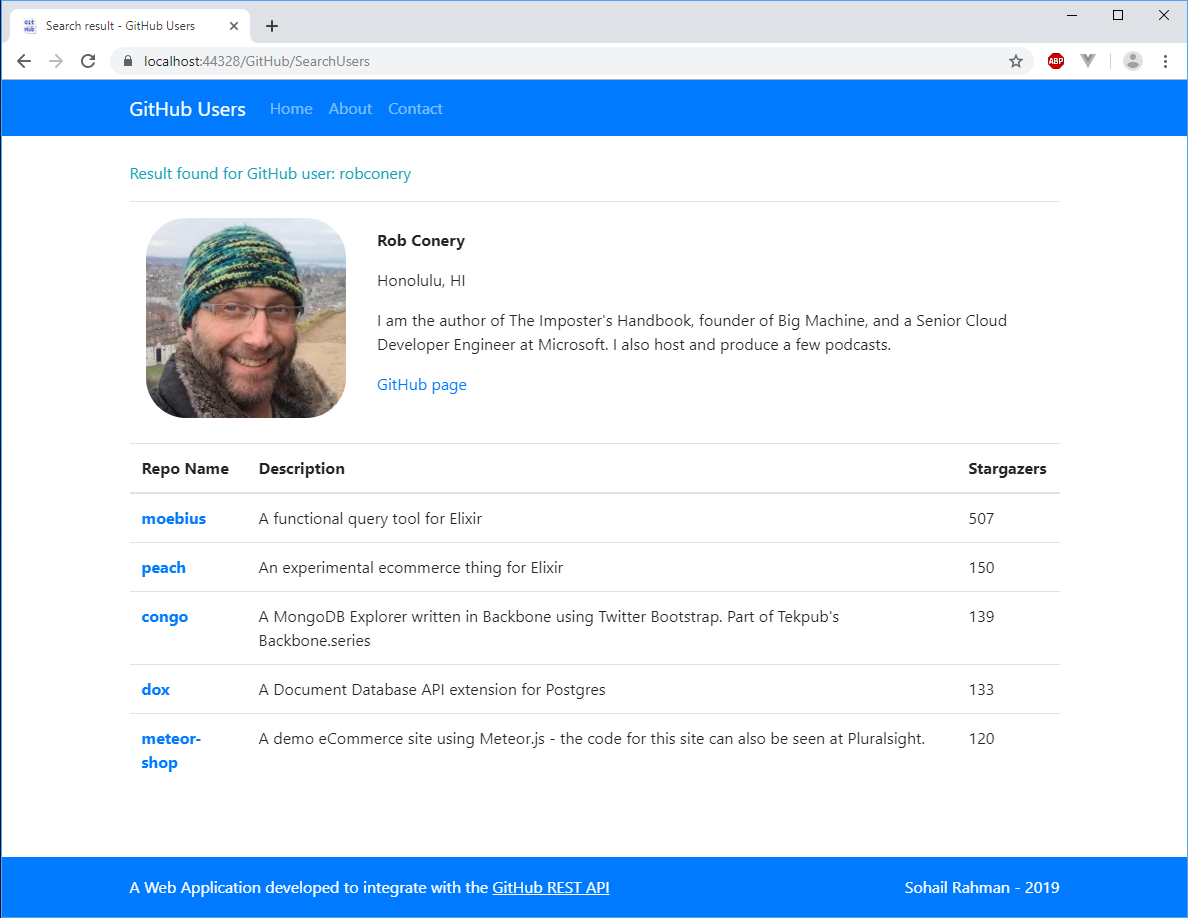 Search result - GitHub Users
localhost:44328/GitHub/SearchUsers
ABP
GitHub Users Home About Contact
Result found for GitHub user: robconery
Rob Conery
Honolulu, HI
I am the author of The Imposter's Handbook, founder of Big Machine, and a Senior Cloud
Developer Engineer at Microsoft. I also host and produce a few podcasts.
GitHub page
Repo Name Description Stargazers
moebius A functional query tool for Elixir 507
peach An experimental ecommerce thing for Elixir 150
congo A MongoDB Explorer written in Backbone using Twitter Bootstrap. Part of Tekpub's 139
Backbone.series
dox A Document Database API extension for Postgres 133
meteor- A demo eCommerce site using Meteor.js - the code for this site can also be seen at Pluralsight. 120
shop
A Web Application developed to integrate with the GitHub REST API Sohail Rahman - 2019